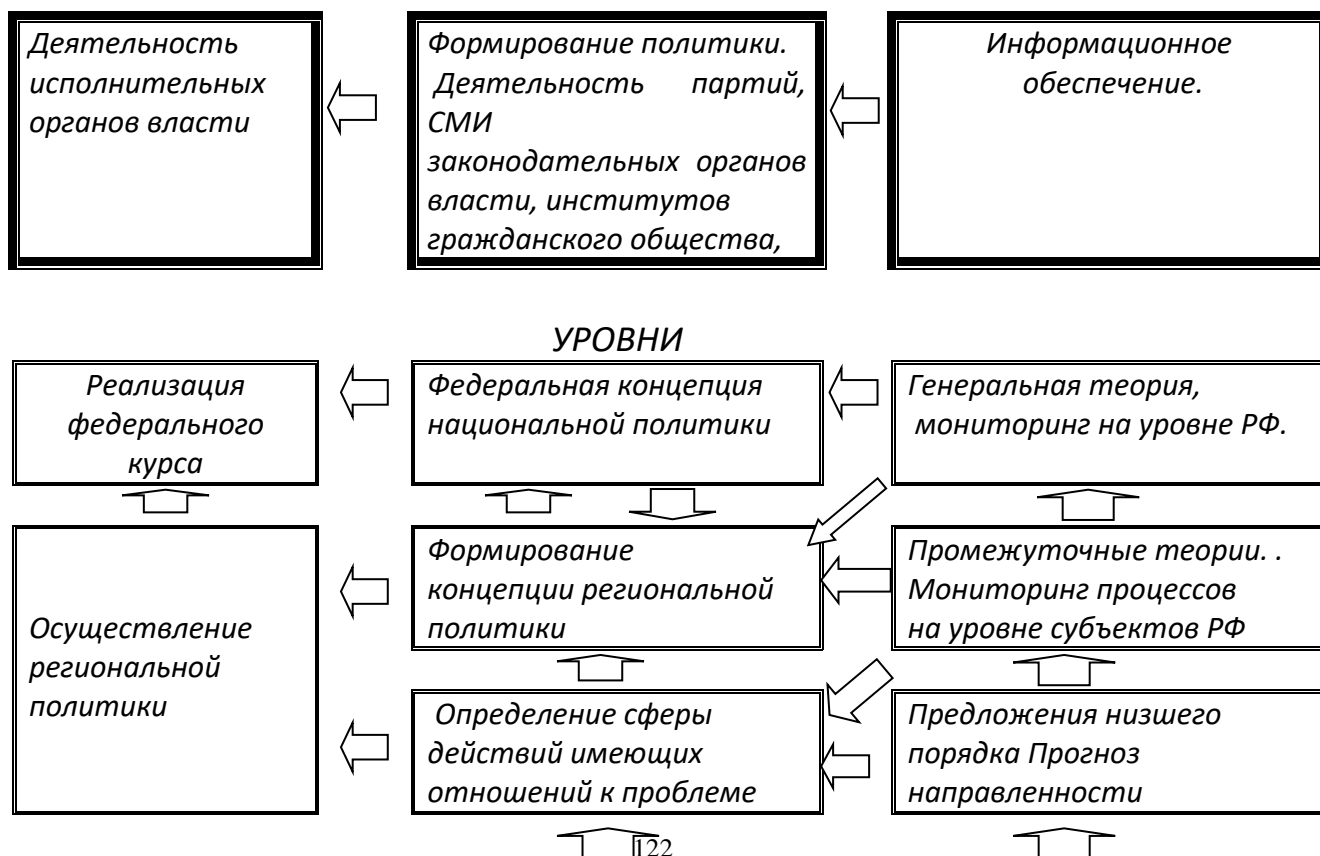 Деятельность
исполнительных
органов власти
Формирование политики.
Деятельность партий,
СМИ
законодательных органов
власти, институтов
гражданского общества,
Информационное
обеспечение.
УРОВНИ
Реализация
федерального
курса
Федеральная концепция
национальной политики
Генеральная теория,
мониторинг на уровне РФ.
Осуществление
региональной
политики
Формирование
концепции региональной
политики
Промежуточные теории. .
Мониторинг процессов
на уровне субъектов РФ
Определение сферы
действий имеющих
отношений к проблеме
Предложения низшего
порядка Прогноз
направленности
122